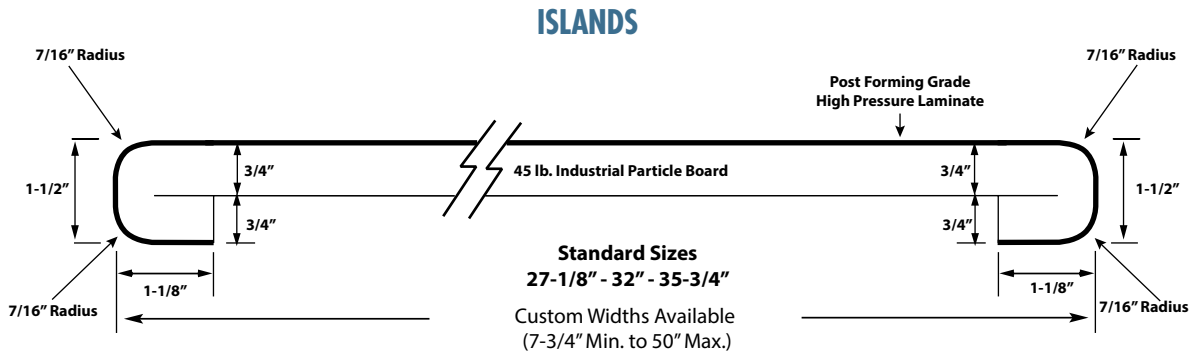 ISLANDS
7/16” Radius
7/16” Radius
Post Forming Grade
High Pressure Laminate
1-1/2”
3/4”
45 lb. Industrial Particle Board
3/4”
1-1/2”
3/4”
3/4”
Standard Sizes
27-1/8” - 32” - 35-3/4”
1-1/8”
1-1/8”
7/16” Radius
7/16” Radius
Custom Widths Available
(7-3/4” Min. to 50” Max.)